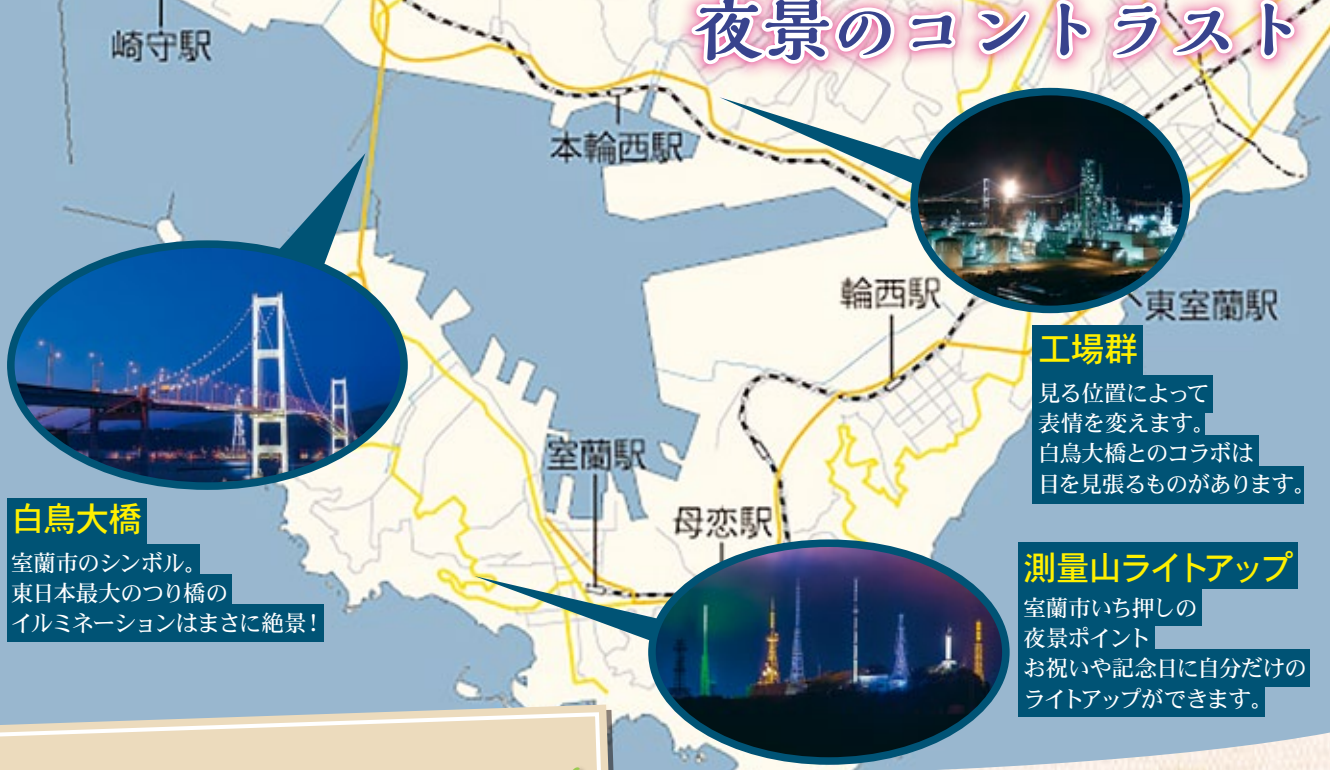 夜景のコントラスト
崎守駅
本輪西駅
輪西駅
東室蘭駅
室蘭駅
母恋駅
工場群
見る位置によって
表情を変えます。
白鳥大橋とのコラボは
目を見張るものがあります。
白鳥大橋
室蘭市のシンボル。
東日本最大のつり橋の
イルミネーションはまさに絶景！
測量山ライトアップ
室蘭市いち押しの
夜景ポイント
お祝いや記念日に自分だけの
ライトアップができます。